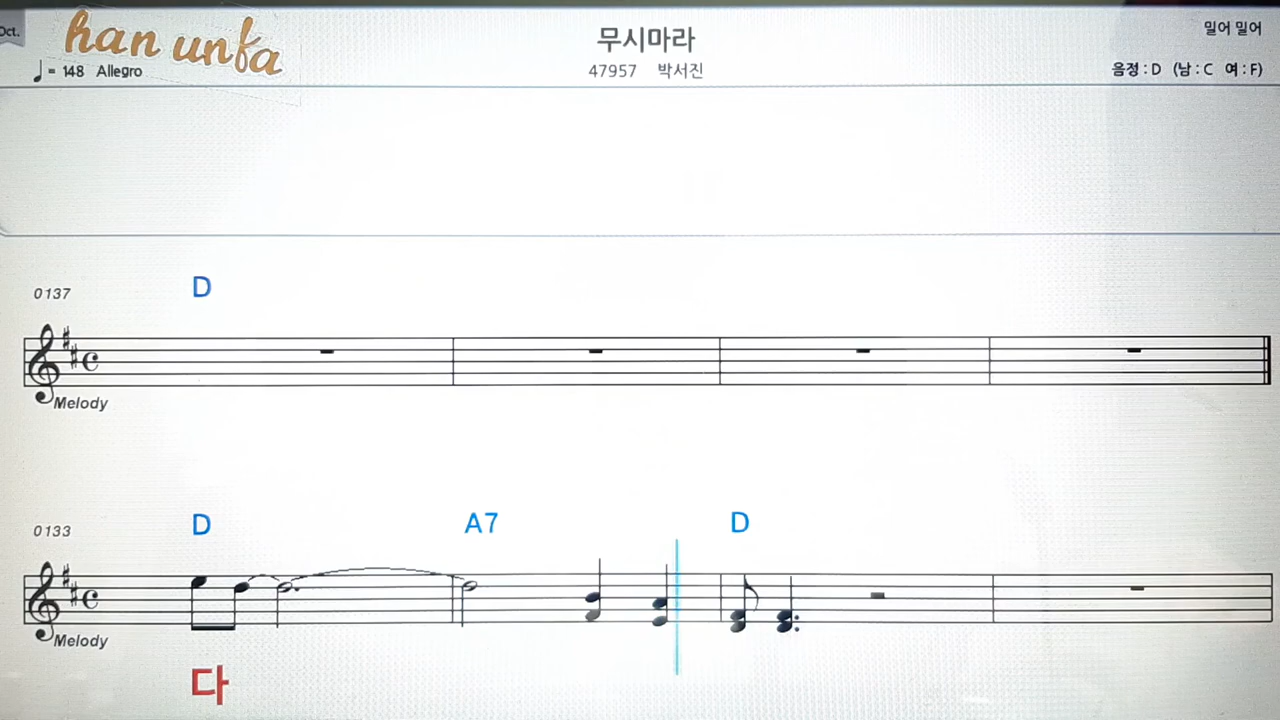 Oct.
han unfa
무시마라
밀어 밀어
♩= 148 Allegro
47957 박서진
음정 : D (남 : C 여 : F)
D
0137
Melody
D
A7
D
0133
Melody
다